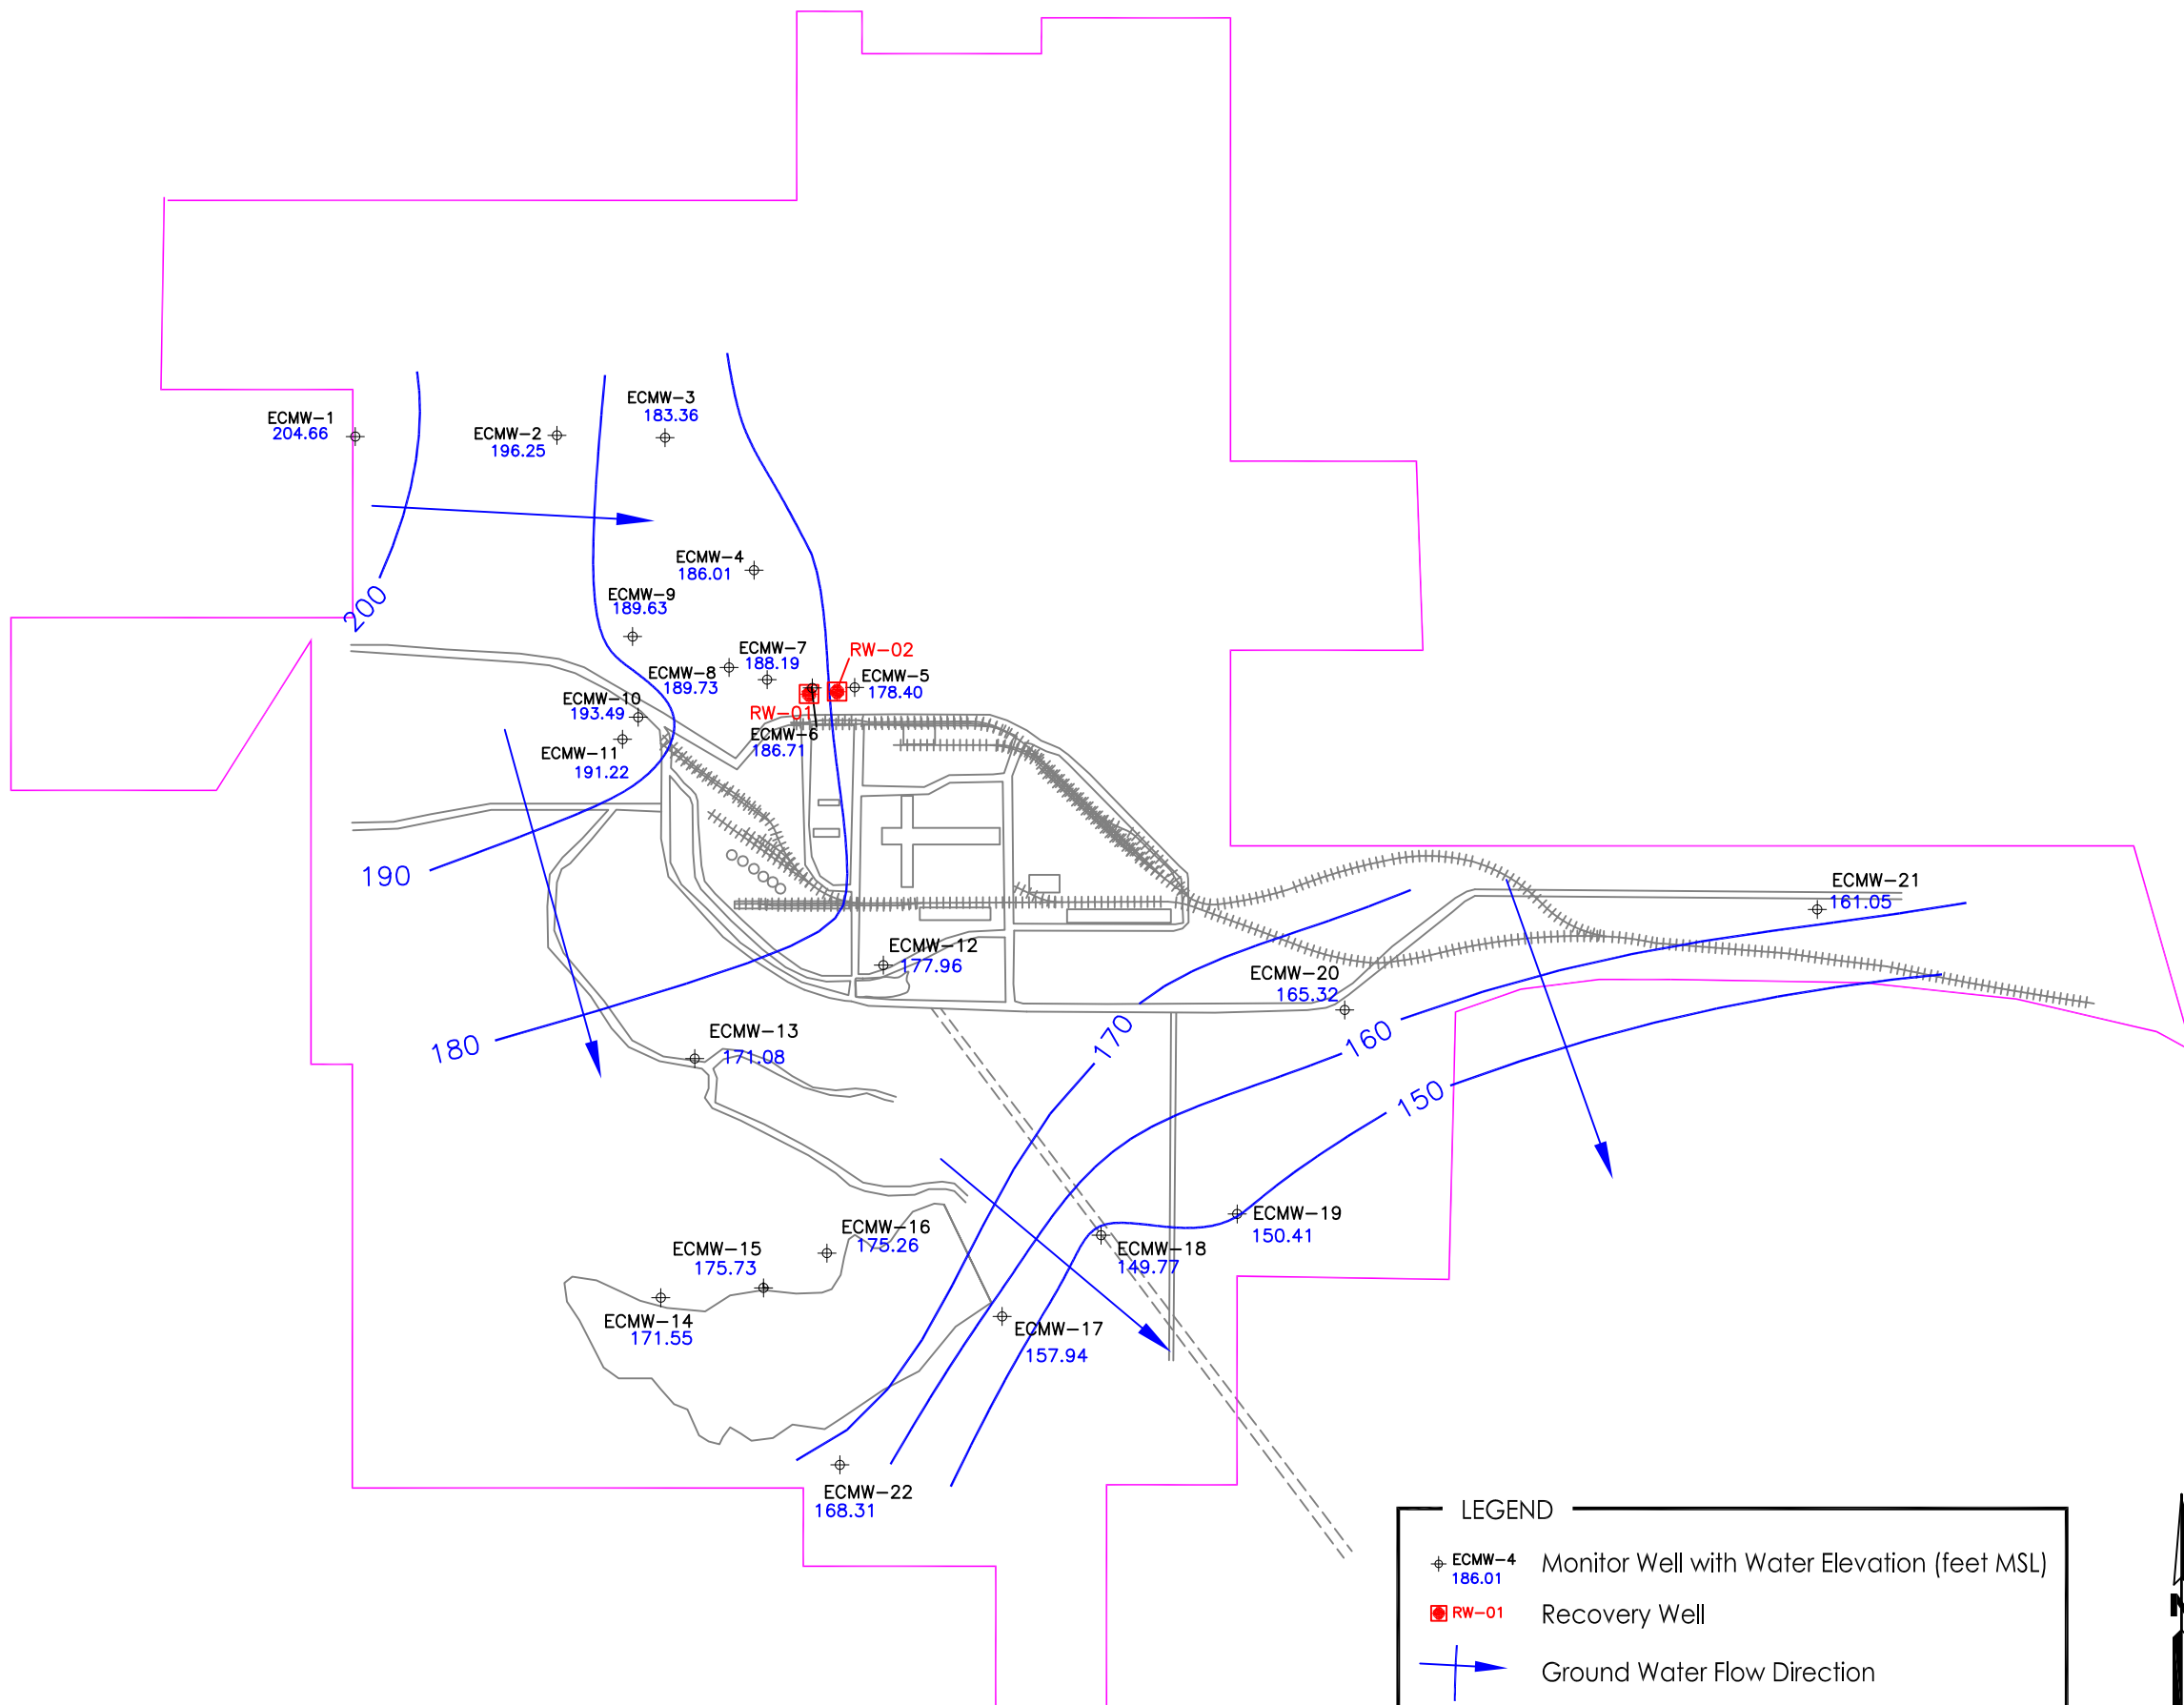 ECMW-3
183.36
ECMW-1
204.66
ECMW-2
196.25
ECMW-4
186.01
ECMW-9
189.63
200
ECMW-7
188.19
RW-02
ECMW-8
189.73
ECMW-5
178.40
ECMW-10
193.49
RW-01
ECMW-6
186.71
ECMW-11
191.22
190
ECMW-21
161.05
ECMW-12
177.96
ECMW-20
165.32
180
ECMW-13
171.08
170
160
150
ECMW-19
150.41
ECMW-16
175.26
ECMW-15
175.73
ECMW-18
149.77
ECMW-14
171.55
ECMW-17
157.94
ECMW-22
168.31
LEGEND
ECMW-4
186.01
Monitor Well with Water Elevation (feet MSL)
RW-01 Recovery Well
Ground Water Flow Direction